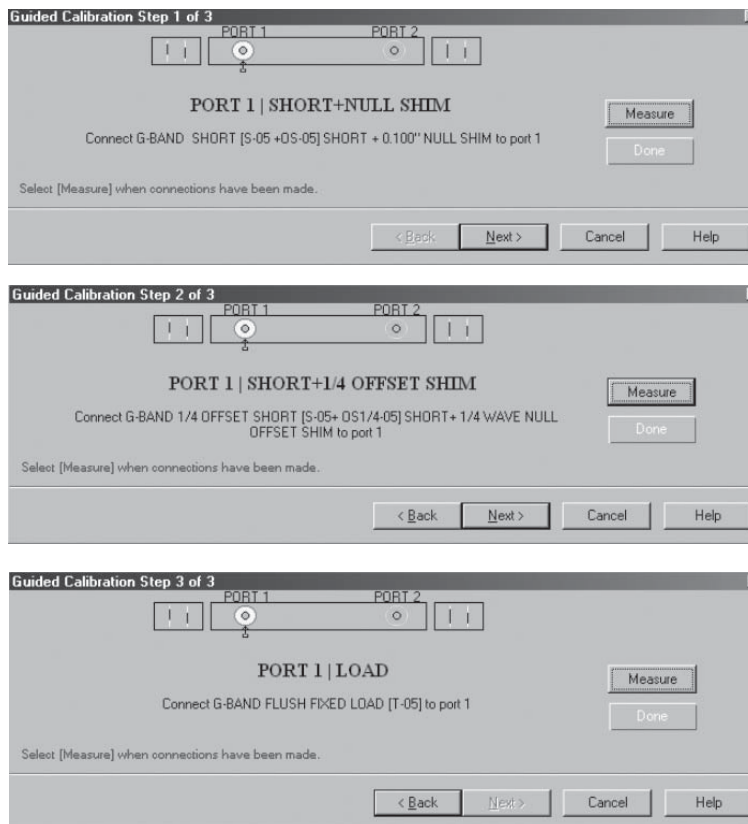 Guided Calibration Step 1 of 3
PORT 1 PORT 2
PORT 1 | SHORT+NULL SHIM
Connect G-BAND SHORT [S-05 +OS-05] SHORT + 0.100" NULL SHIM to port 1
Measure
Done
Select [Measure] when connections have been made.
< Back Next > Cancel Help
Guided Calibration Step 2 of 3
PORT 1 PORT 2
PORT 1 | SHORT+1/4 OFFSET SHIM
Connect G-BAND 1/4 OFFSET SHORT [S-05+ OS1/4-05] SHORT+ 1/4 WAVE NULL
OFFSET SHIM to port 1
Measure
Done
Select [Measure] when connections have been made.
< Back Next > Cancel Help
Guided Calibration Step 3 of 3
PORT 1 PORT 2
PORT 1 | LOAD
Connect G-BAND FLUSH FIXED LOAD [T-05] to port 1
Measure
Done
Select [Measure] when connections have been made.
< Back Next > Cancel Help